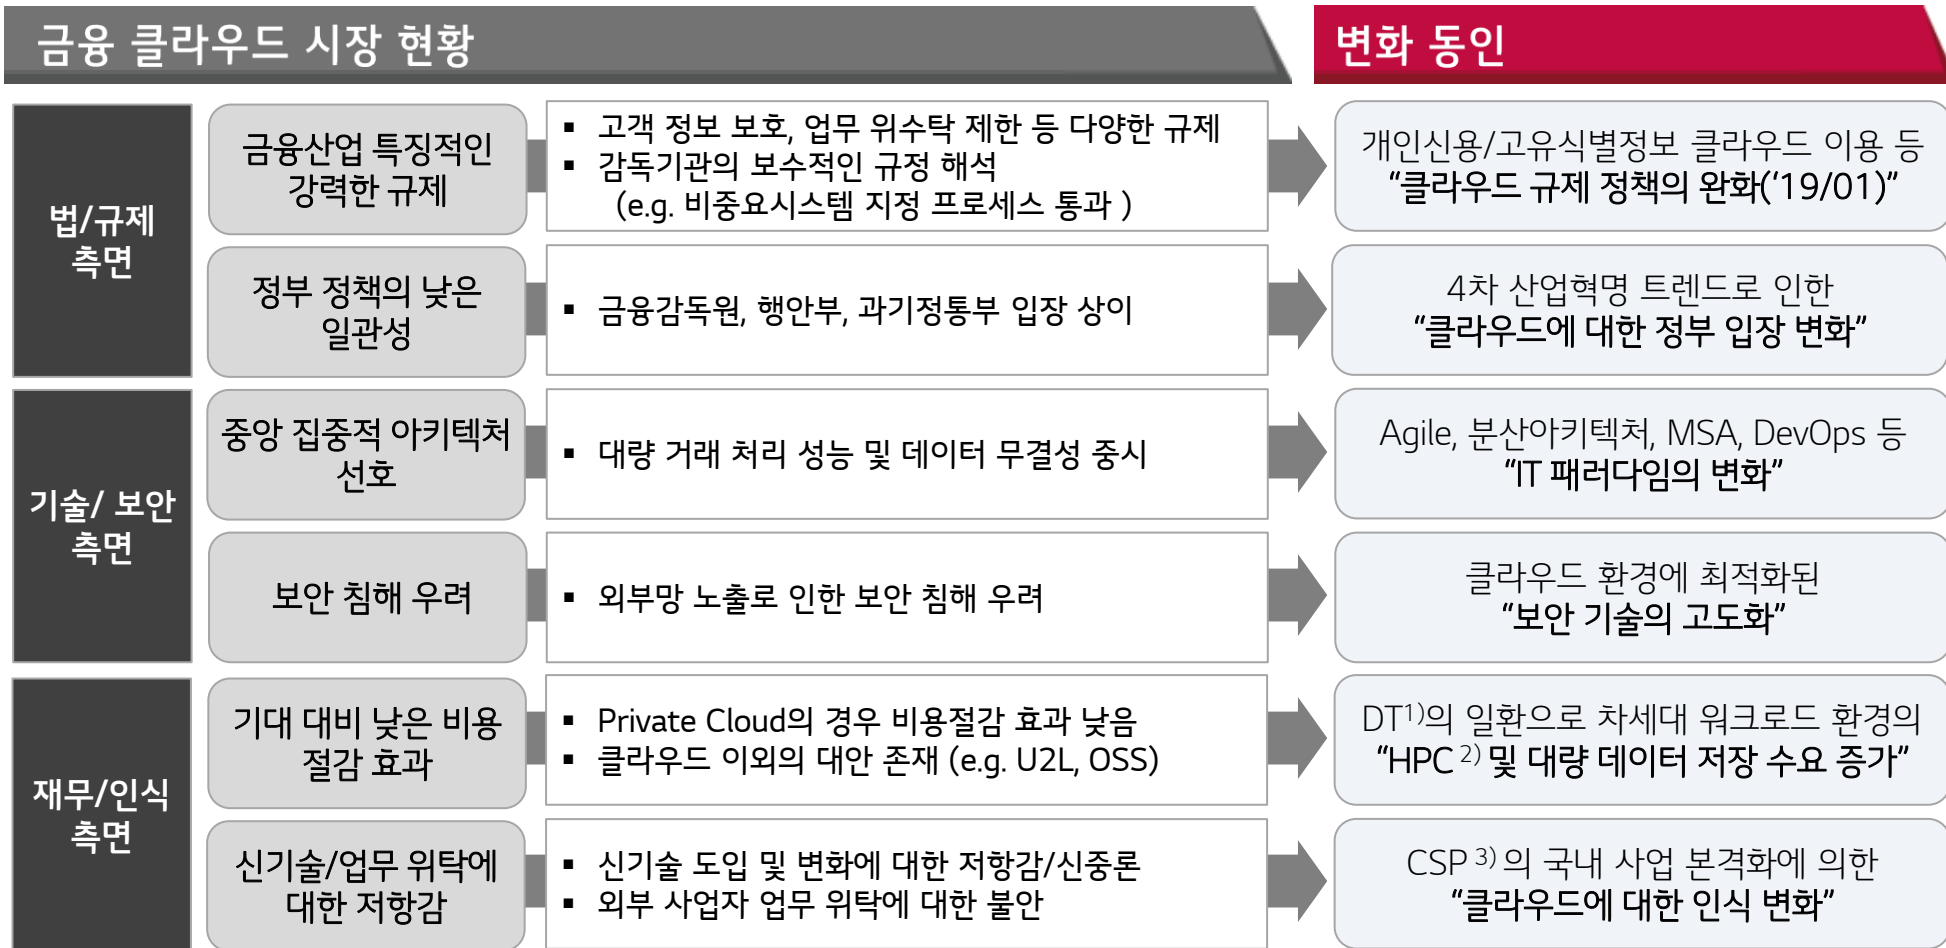 금융 클라우드 시장 현황
변화 동인
법/규제
측면
금융산업 특징적인
강력한 규제
▪ 고객 정보 보호, 업무 위수탁 제한 등 다양한 규제
▪ 감독기관의 보수적인 규정 해석
(e.g. 비중요시스템 지정 프로세스 통과 )
개인신용/고유식별정보 클라우드 이용 등
“클라우드 규제 정책의 완화(‘19/01)”
정부 정책의 낮은
일관성
▪ 금융감독원, 행안부, 과기정통부 입장 상이
4차 산업혁명 트렌드로 인한
“클라우드에 대한 정부 입장 변화”
기술/ 보안
측면
중앙 집중적 아키텍처
선호
▪ 대량 거래 처리 성능 및 데이터 무결성 중시
Agile, 분산아키텍처, MSA, DevOps 등
“IT 패러다임의 변화”
보안 침해 우려
▪ 외부망 노출로 인한 보안 침해 우려
클라우드 환경에 최적화된
“보안 기술의 고도화”
재무/인식
측면
기대 대비 낮은 비용
절감 효과
▪ Private Cloud의 경우 비용절감 효과 낮음
▪ 클라우드 이외의 대안 존재 (e.g. U2L, OSS)
DT1)의 일환으로 차세대 워크로드 환경의
“HPC 2) 및 대량 데이터 저장 수요 증가”
신기술/업무 위탁에
대한 저항감
▪ 신기술 도입 및 변화에 대한 저항감/신중론
▪ 외부 사업자 업무 위탁에 대한 불안
CSP 3) 의 국내 사업 본격화에 의한
“클라우드에 대한 인식 변화”